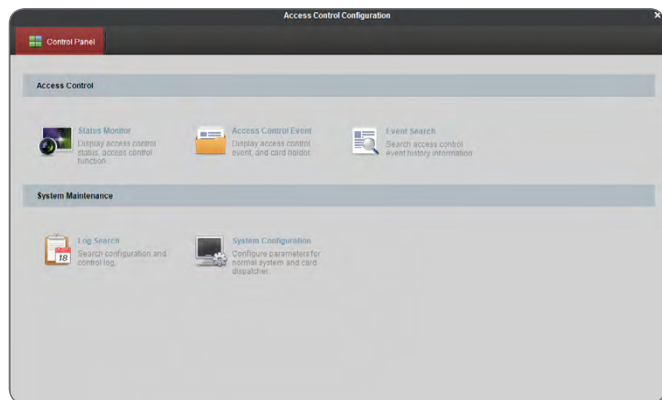 Access Control Configuration
Control Panel
Access Control
Status Monitor
Display access control
status, access control
function.
Access Control Event
Display access control
event, and card holder.
Event Search
Search access control
event history information
System Maintenance
Log Search
Search configuration and
control log.
18
System Configuration
Configure parameters for
normal system and card
dispatcher.